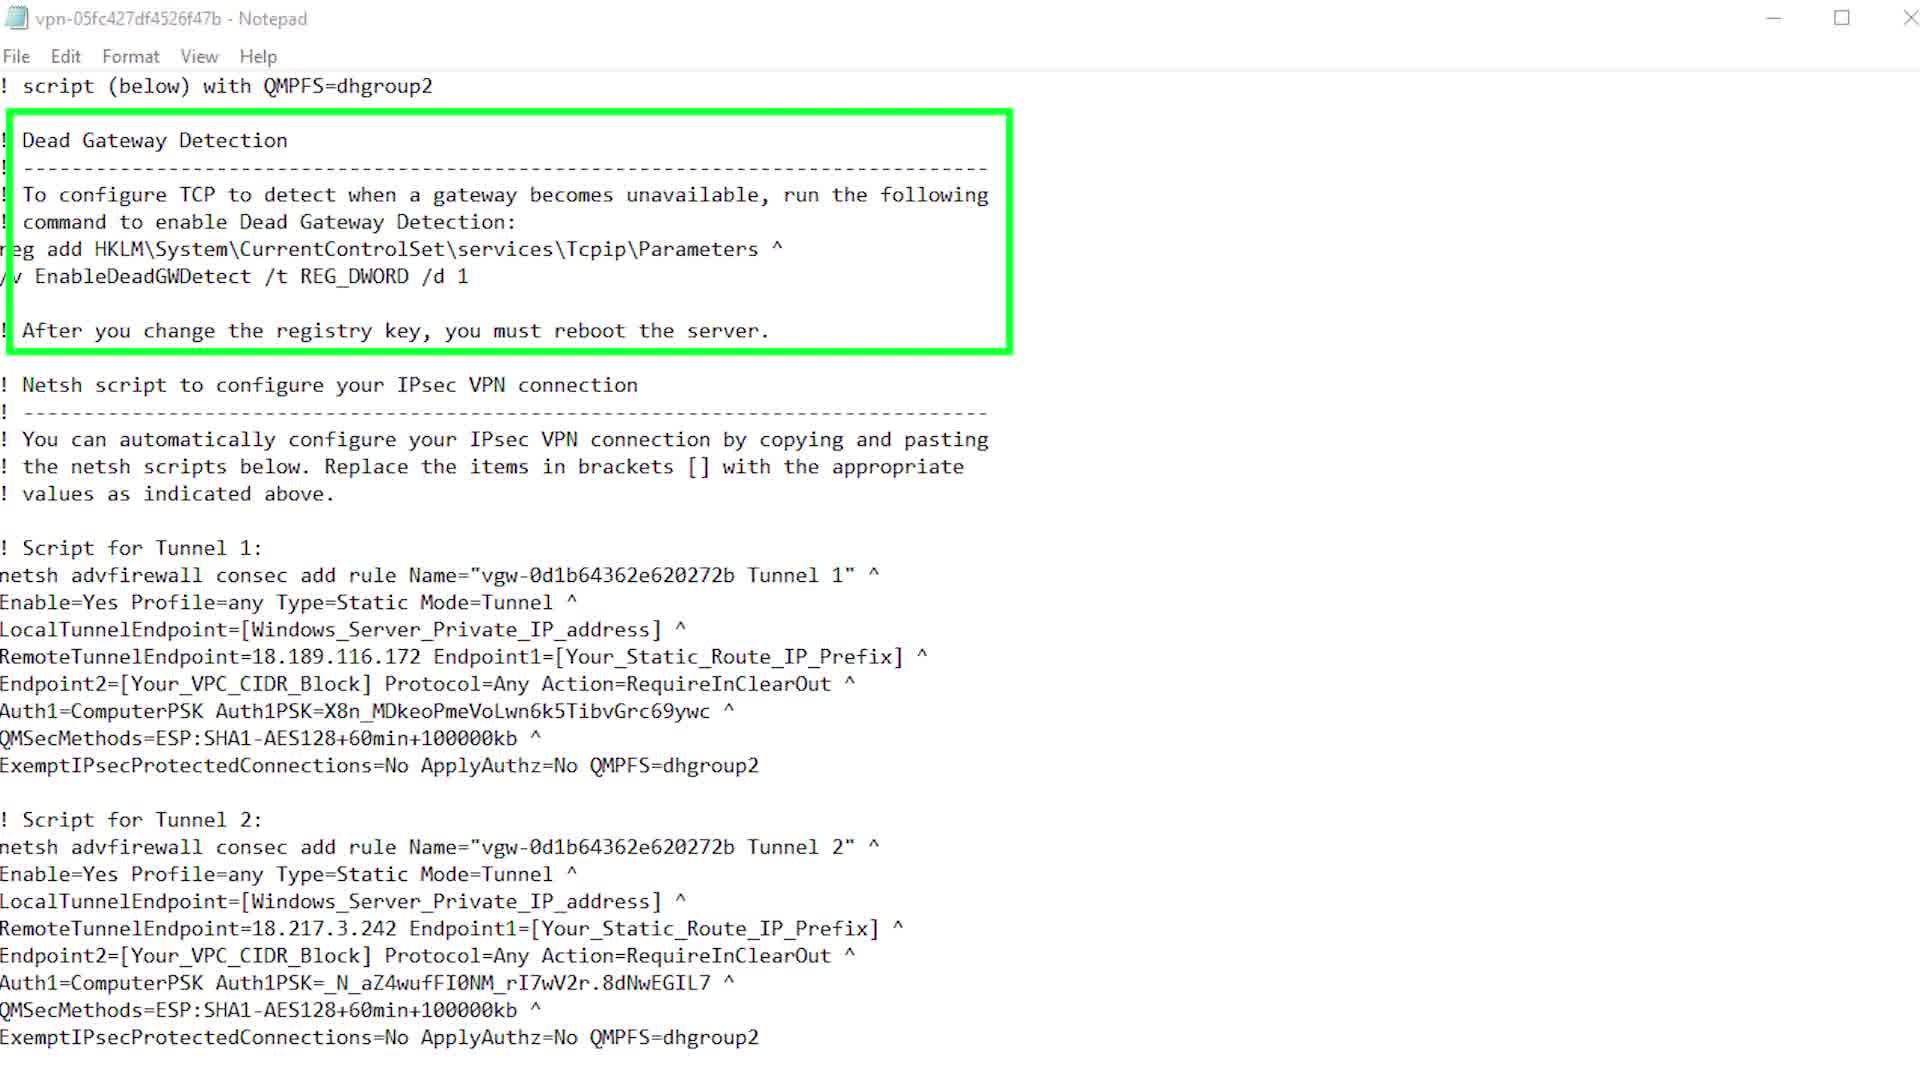 vpn-05fc427df4526f47b - Notepad
File Edit Format View Help
! script (below) with QMPFS=dhgroup2
! Dead Gateway Detection
! --------------------------------------------------------------------------------
! To configure TCP to detect when a gateway becomes unavailable, run the following
! command to enable Dead Gateway Detection:
reg add HKLM\System\CurrentControlSet\services\Tcpip\Parameters ^
/v EnableDeadGWDetect /t REG_DWORD /d 1
! After you change the registry key, you must reboot the server.
! Netsh script to configure your IPsec VPN connection
! --------------------------------------------------------------------------------
! You can automatically configure your IPsec VPN connection by copying and pasting
! the netsh scripts below. Replace the items in brackets [] with the appropriate
! values as indicated above.
! Script for Tunnel 1:
netsh advfirewall consec add rule Name="vgw-0d1b64362e620272b Tunnel 1" ^
Enable=Yes Profile=any Type=Static Mode=Tunnel ^
LocalTunnelEndpoint=[Windows_Server_Private_IP_address] ^
RemoteTunnelEndpoint=18.189.116.172 Endpoint1=[Your_Static_Route_IP_Prefix] ^
Endpoint2=[Your_VPC_CIDR_Block] Protocol=Any Action=RequireInClearOut ^
Auth1=ComputerPSK Auth1PSK=X8n_MDkeoPmeVoLwn6k5TibvGrc69ywc ^
QMSecMethods=ESP:SHA1-AES128+60min+100000kb ^
ExemptIPsecProtectedConnections=No ApplyAuthz=No QMPFS=dhgroup2
! Script for Tunnel 2:
netsh advfirewall consec add rule Name="vgw-0d1b64362e620272b Tunnel 2" ^
Enable=Yes Profile=any Type=Static Mode=Tunnel ^
LocalTunnelEndpoint=[Windows_Server_Private_IP_address] ^
RemoteTunnelEndpoint=18.217.3.242 Endpoint1=[Your_Static_Route_IP_Prefix] ^
Endpoint2=[Your_VPC_CIDR_Block] Protocol=Any Action=RequireInClearOut ^
Auth1=ComputerPSK Auth1PSK=_N_aZ4wufFI0NM_rI7wV2r.8dNwEGIL7 ^
QMSecMethods=ESP:SHA1-AES128+60min+100000kb ^
ExemptIPsecProtectedConnections=No ApplyAuthz=No QMPFS=dhgroup2